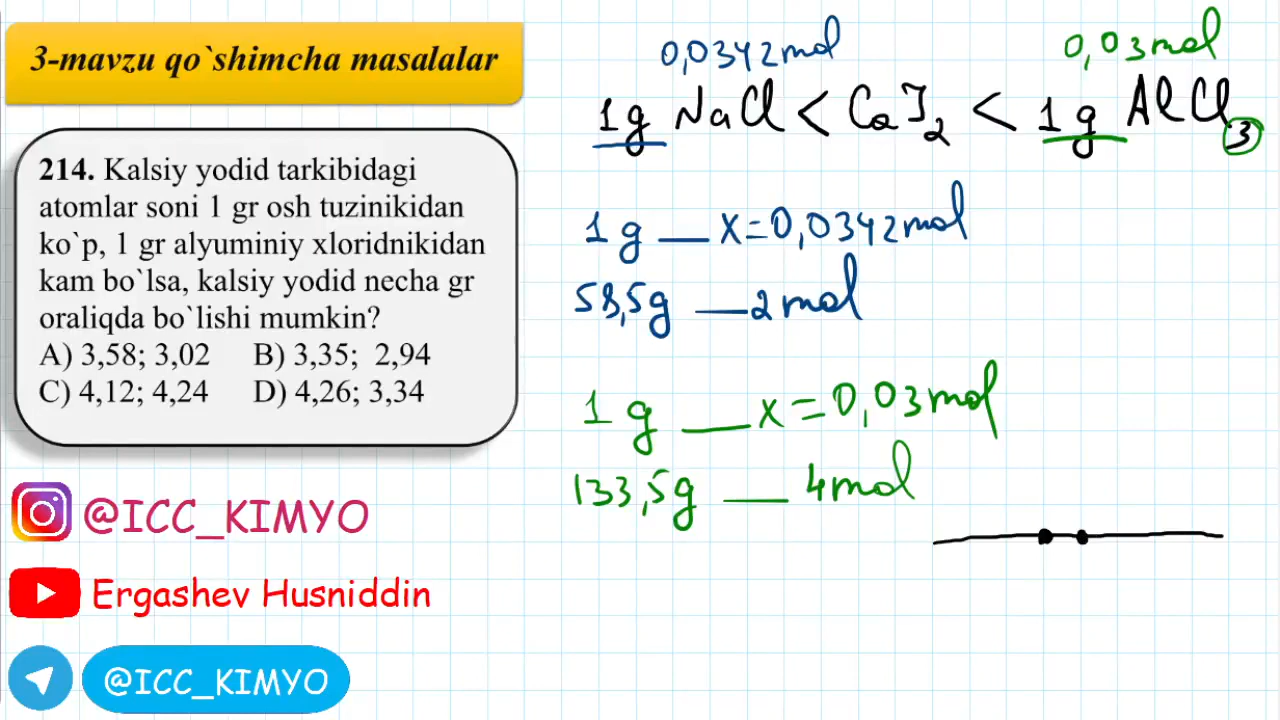 3-mavzu qo`shimcha masalalar
214. Kalsiy yodid tarkibidagi
atomlar soni 1 gr osh tuzinikidan
ko`p, 1 gr alyuminiy xloridnikidan
kam bo`lsa, kalsiy yodid necha gr
oraliqda bo`lishi mumkin?
A) 3,58; 3,02 B) 3,35; 2,94
C) 4,12; 4,24 D) 4,26; 3,34
@ICC_KIMYO
Ergashev Husniddin
@ICC_KIMYO
0,0342mol 0,03mol
1g NaCl < CaI2 < 1g AlCl3
1g — x=0,0342mol
58,5g — 2mol
1g — x=0,03mol
133,5g — 4mol